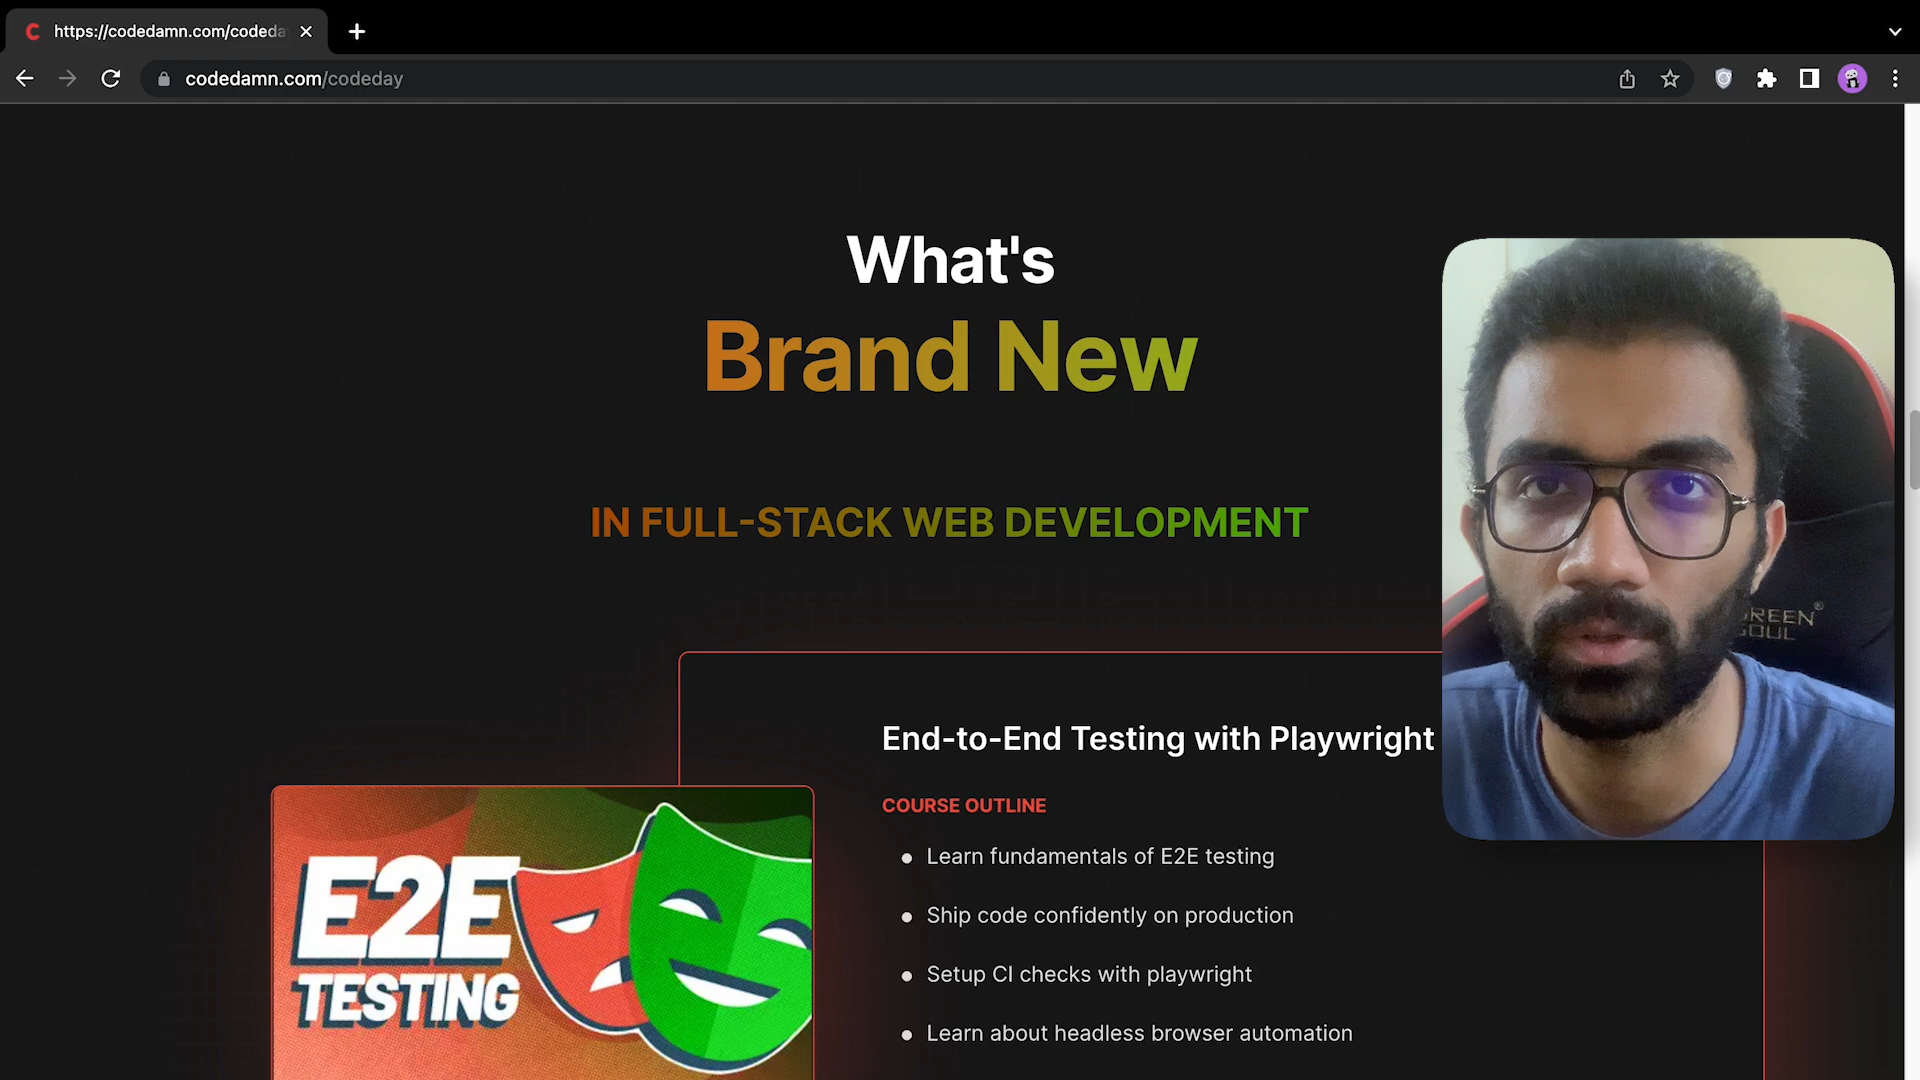 https://codedamn.com/codeda
codedamn.com/codeday
What's
Brand New
IN FULL-STACK WEB DEVELOPMENT
End-to-End Testing with Playwright
COURSE OUTLINE
Learn fundamentals of E2E testing
Ship code confidently on production
Setup CI checks with playwright
Learn about headless browser automation
E2E
TESTING
REEN
SOUL